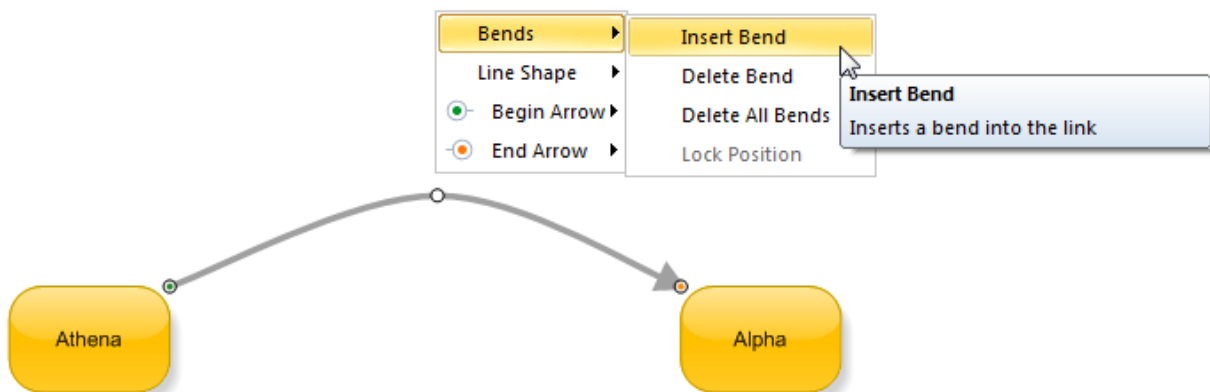 Bends
Insert Bend
Line Shape
Delete Bend
Insert Bend
Begin Arrow
Delete All Bends
Inserts a bend into the link
End Arrow
Lock Position
Athena
Alpha